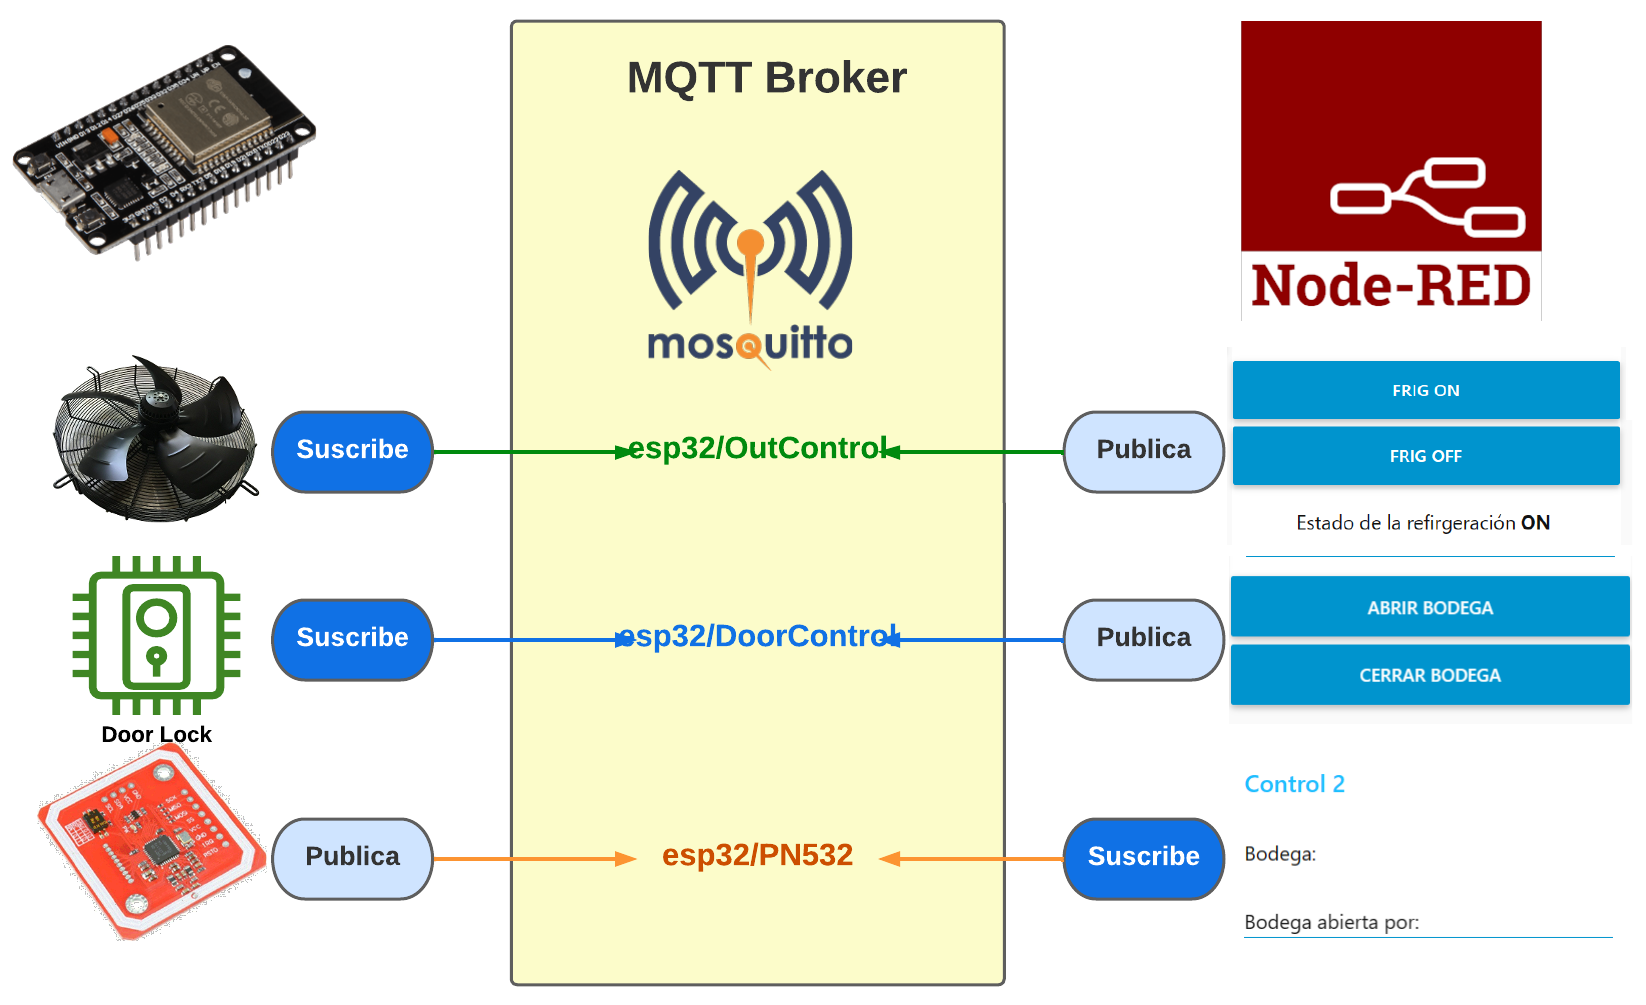 MQTT Broker
mosquitto
Node-RED
FRIG ON
Suscribe
esp32/OutControl
Publica
FRIG OFF
Estado de la refirgeración ON
Suscribe
esp32/DoorControl
Publica
ABRIR BODEGA
CERRAR BODEGA
Door Lock
Control 2
Publica
esp32/PN532
Suscribe
Bodega:
Bodega abierta por: